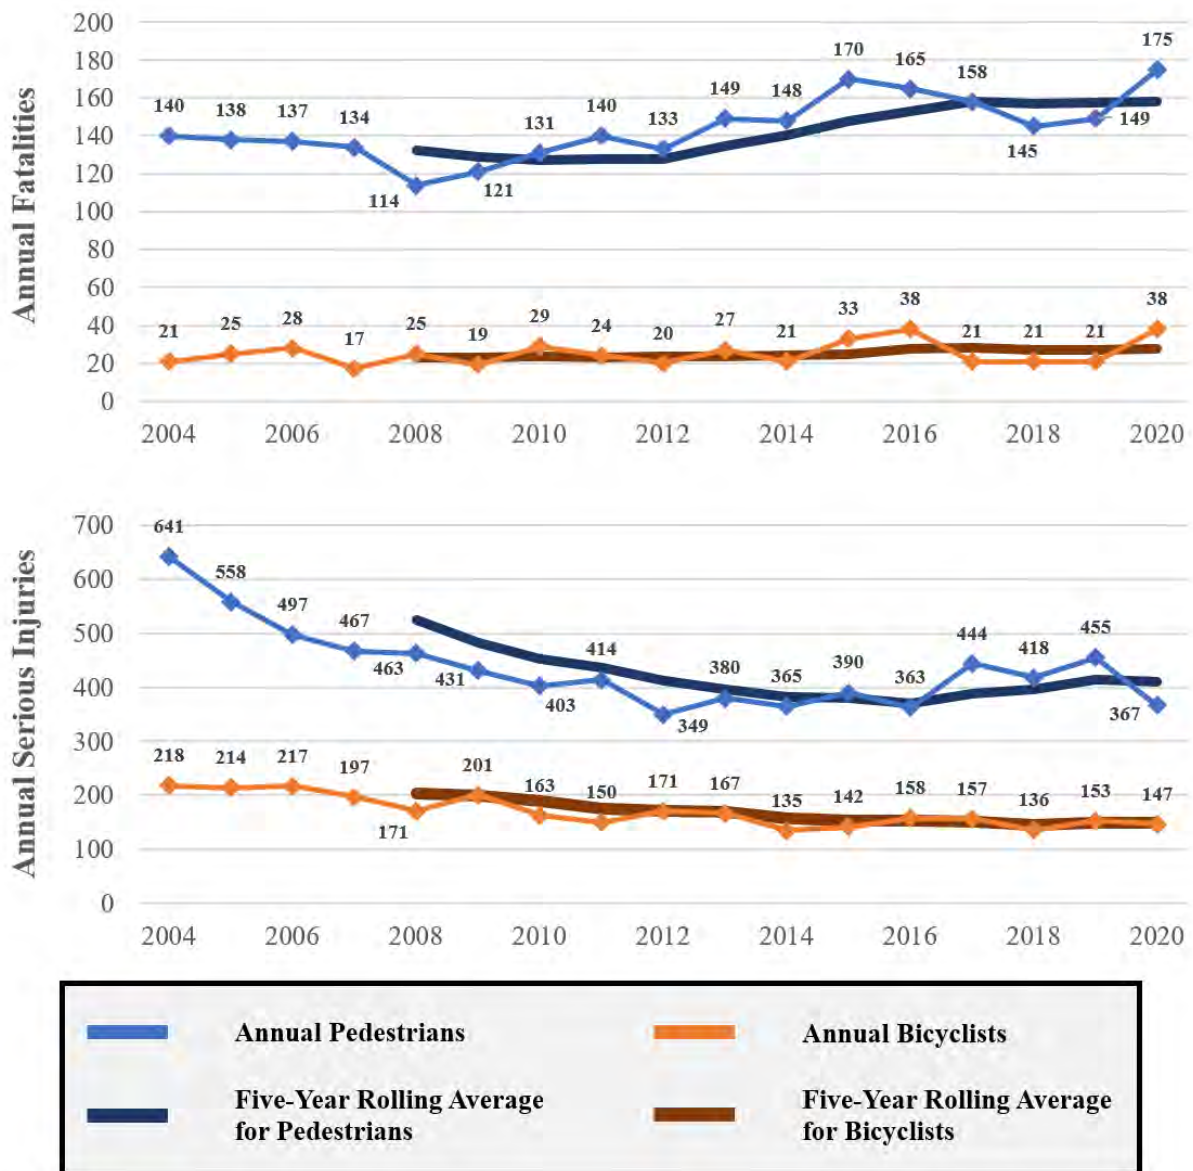 Annual Fatalities
200
180
160
140
120
100
80
60
40
20
0
140 138 137 134 114 121 131 140 133 149 148 170 165 158 145 149 175
21 25 28 17 25 19 29 24 20 27 21 33 38 21 21 21 38
2004 2006 2008 2010 2012 2014 2016 2018 2020
Annual Serious Injuries
700
600
500
400
300
200
100
0
641 558 497 467 463 431 403 414 349 380 365 390 363 444 418 455 367
218 214 217 197 171 201 163 150 171 167 135 142 158 157 136 153 147
2004 2006 2008 2010 2012 2014 2016 2018 2020
Annual Pedestrians
Annual Bicyclists
Five-Year Rolling Average
for Pedestrians
Five-Year Rolling Average
for Bicyclists